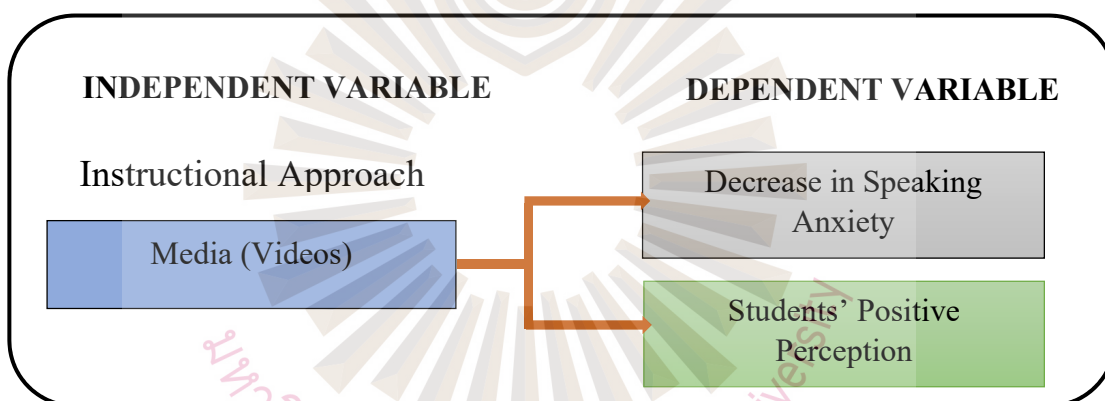 INDEPENDENT VARIABLE
Instructional Approach
Media (Videos)
DEPENDENT VARIABLE
Decrease in Speaking
Anxiety
Students’ Positive
Perception